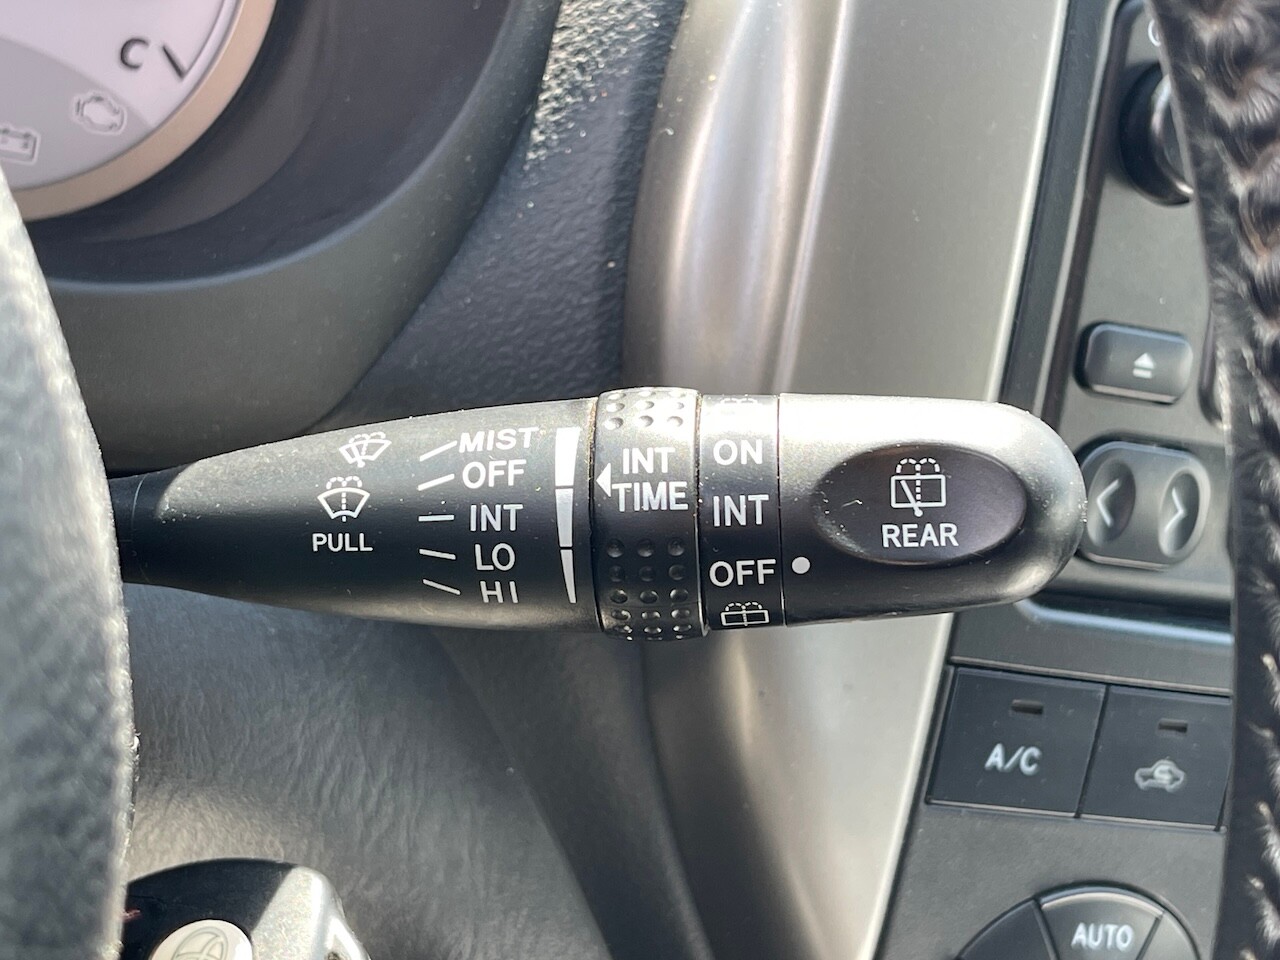 C
MIST
OFF
INT
LO
HI
PULL
INT
TIME
ON
INT
OFF
REAR
A/C
AUTO